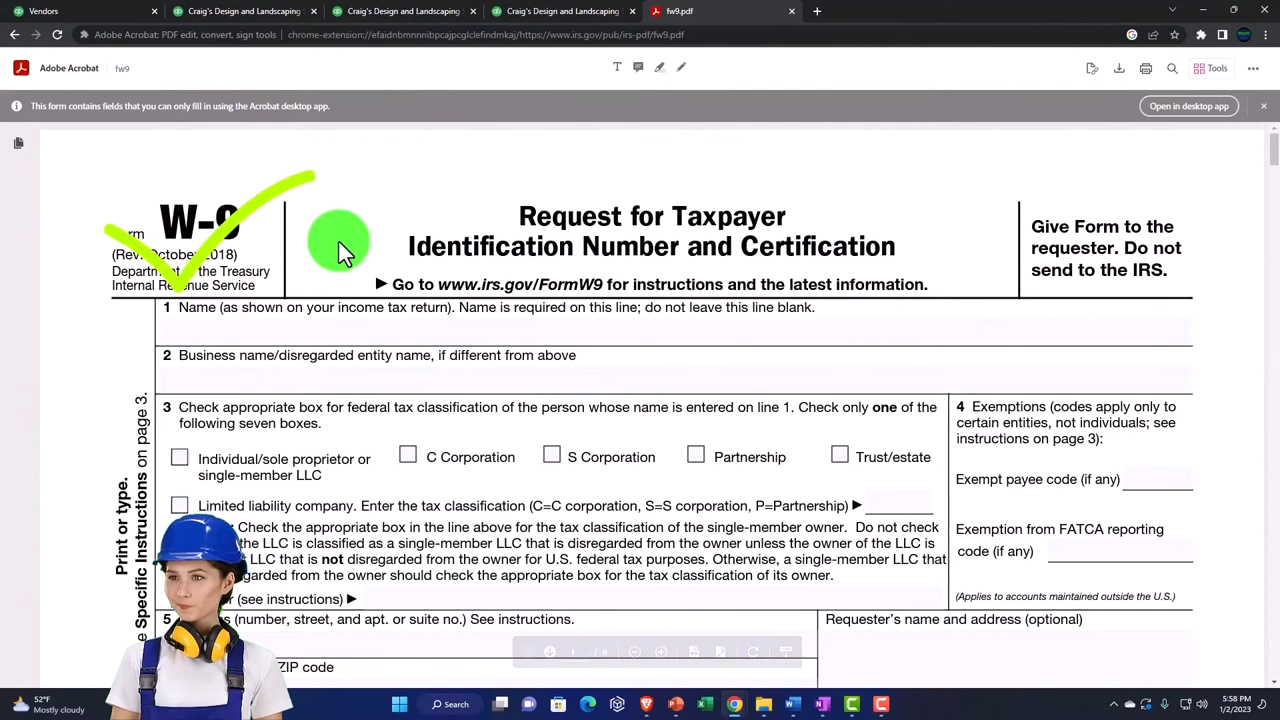 Vendors
Craig's Design and Landscaping
Craig's Design and Landscaping
Craig's Design and Landscaping
fw9.pdf
Adobe Acrobat: PDF edit, convert, sign tools | chrome-extension://efaidnbmnnnibpcajpcglclefindmkaj/https://www.irs.gov/pub/irs-pdf/fw9.pdf
Adobe Acrobat fw9
Tools
This form contains fields that you can only fill in using the Acrobat desktop app.
Open in desktop app
W-9
(Rev. October 2018)
Department of the Treasury
Internal Revenue Service
Request for Taxpayer
Identification Number and Certification
▶ Go to www.irs.gov/FormW9 for instructions and the latest information.
Give Form to the
requester. Do not
send to the IRS.
Print or type.
Specific Instructions on page 3.
1 Name (as shown on your income tax return). Name is required on this line; do not leave this line blank.
2 Business name/disregarded entity name, if different from above
3 Check appropriate box for federal tax classification of the person whose name is entered on line 1. Check only one of the
following seven boxes.
Individual/sole proprietor or
single-member LLC
C Corporation
S Corporation
Partnership
Trust/estate
Limited liability company. Enter the tax classification (C=C corporation, S=S corporation, P=Partnership) ▶
Check the appropriate box in the line above for the tax classification of the single-member owner. Do not check
the LLC is classified as a single-member LLC that is disregarded from the owner unless the owner of the LLC is
LLC that is not disregarded from the owner for U.S. federal tax purposes. Otherwise, a single-member LLC that
from the owner should check the appropriate box for the tax classification of its owner.
(see instructions) ▶
4 Exemptions (codes apply only to
certain entities, not individuals; see
instructions on page 3):
Exempt payee code (if any)
Exemption from FATCA reporting
code (if any)
(Applies to accounts maintained outside the U.S.)
5
(number, street, and apt. or suite no.) See instructions.
Requester's name and address (optional)
ZIP code
1 / 6
52°F
Mostly cloudy
Search
5:58 PM
1/2/2023